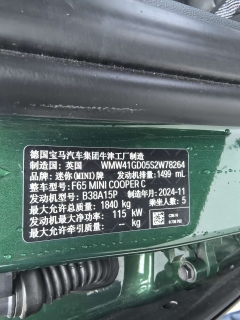 德国宝马汽车集团牛津工厂制造
制造国：英国 WMW41GD05S2W78264
品牌：迷你(MINI)牌 发动机排量：1499 mL
整车型号：F65 MINI COOPER C
发动机型号：B38A15P 制造年月：2024-11
最大允许总质量：1840 kg 乘坐人数：5
发动机最大净功率：115 kW
最大允许牵引质量：-- kg